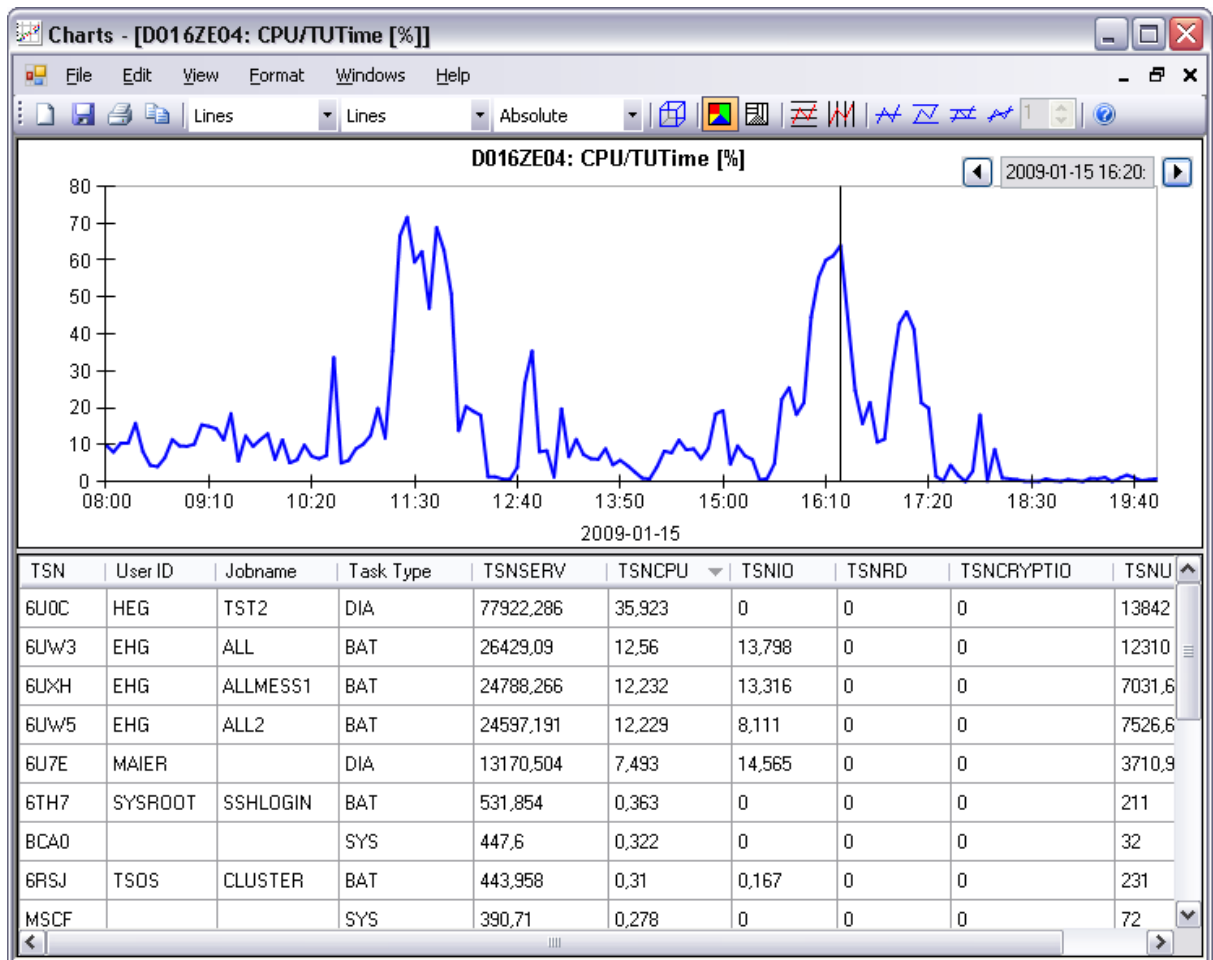 Charts - [D016ZE04: CPU/TUTime [%]]
File Edit View Format Windows Help
Lines Lines Absolute 1
D016ZE04: CPU/TUTime [%]
2009-01-15 16:20:
80
70
60
50
40
30
20
10
0
08:00 09:10 10:20 11:30 12:40 13:50 15:00 16:10 17:20 18:30 19:40
2009-01-15
TSN User ID Jobname Task Type TSNSERV TSNCPU TSNIO TSNRD TSNCRYPTIO TSNU
6U0C HEG TST2 DIA 77922,286 35,923 0 0 0 13842
6UW3 EHG ALL BAT 26429,09 12,56 13,798 0 0 12310
6UXH EHG ALLMESS1 BAT 24788,266 12,232 13,316 0 0 7031,6
6UW5 EHG ALL2 BAT 24597,191 12,229 8,111 0 0 7526,6
6U7E MAIER DIA 13170,504 7,493 14,565 0 0 3710,9
6TH7 SYSROOT SSHLOGIN BAT 531,854 0,363 0 0 0 211
BCA0 SYS 447,6 0,322 0 0 0 32
6RSJ TSOS CLUSTER BAT 443,958 0,31 0,167 0 0 231
MSCF SYS 390,71 0,278 0 0 0 72